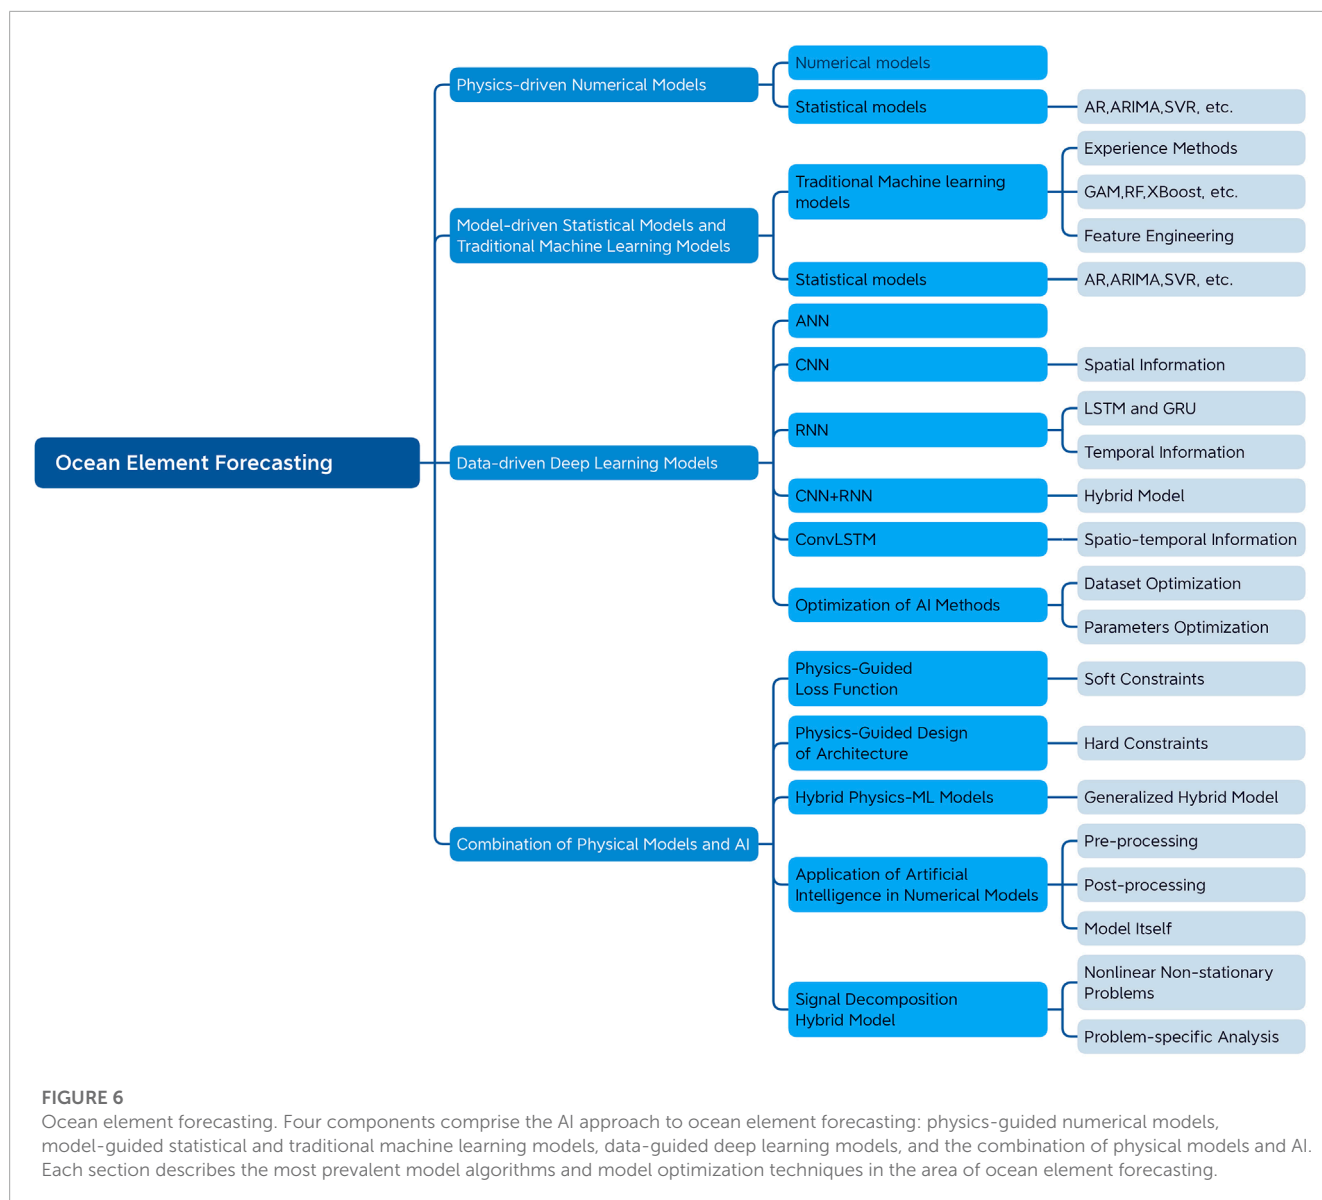 Ocean Element Forecasting
Physics-driven Numerical Models
Numerical models
Statistical models
AR,ARIMA,SVR, etc.
Model-driven Statistical Models and
Traditional Machine Learning Models
Traditional Machine learning
models
Experience Methods
GAM,RF,XBoost, etc.
Feature Engineering
Statistical models
AR,ARIMA,SVR, etc.
Data-driven Deep Learning Models
ANN
CNN
Spatial Information
RNN
LSTM and GRU
Temporal Information
CNN+RNN
Hybrid Model
ConvLSTM
Spatio-temporal Information
Optimization of AI Methods
Dataset Optimization
Parameters Optimization
Combination of Physical Models and AI
Physics-Guided
Loss Function
Soft Constraints
Physics-Guided Design
of Architecture
Hard Constraints
Hybrid Physics-ML Models
Generalized Hybrid Model
Application of Artificial
Intelligence in Numerical Models
Pre-processing
Post-processing
Model Itself
Signal Decomposition
Hybrid Model
Nonlinear Non-stationary
Problems
Problem-specific Analysis
FIGURE 6
Ocean element forecasting. Four components comprise the AI approach to ocean element forecasting: physics-guided numerical models,
model-guided statistical and traditional machine learning models, data-guided deep learning models, and the combination of physical models and AI.
Each section describes the most prevalent model algorithms and model optimization techniques in the area of ocean element forecasting.